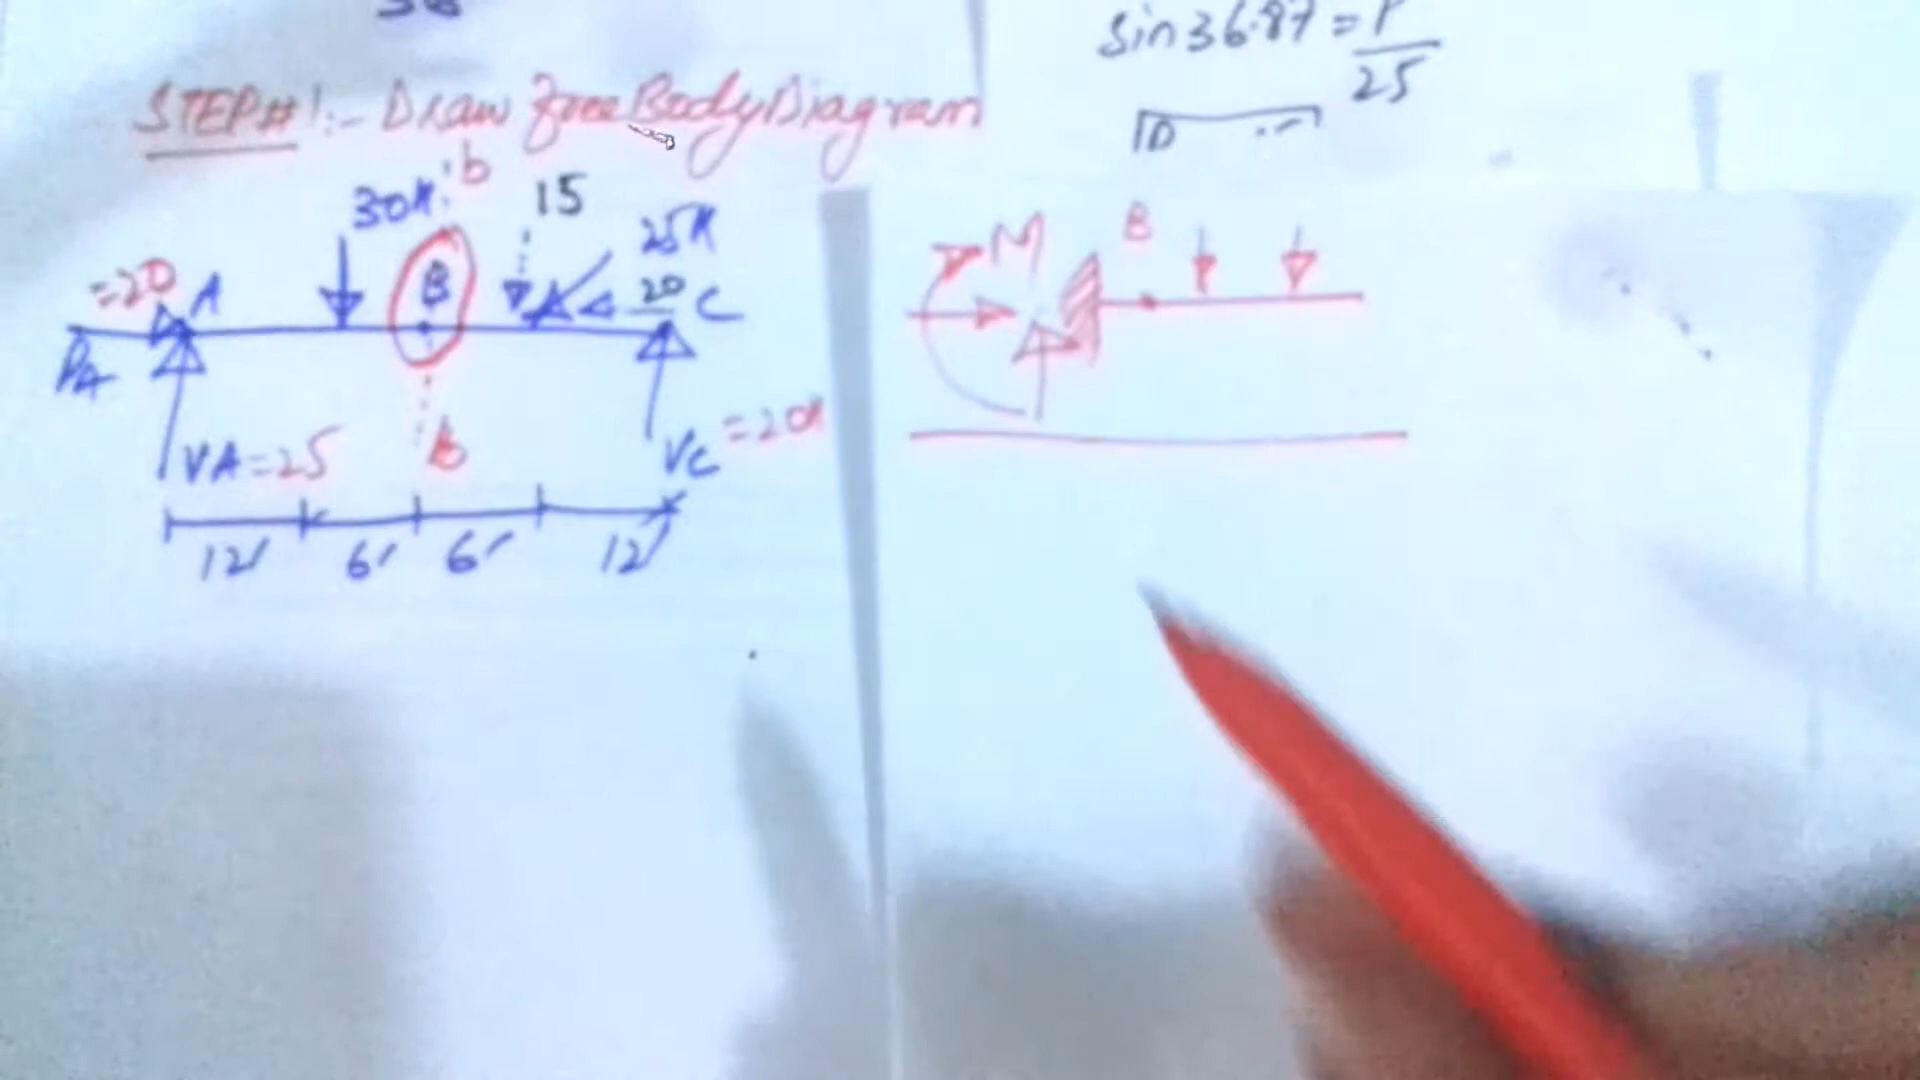 sin 36.87 = P
25
STEP#1:- Draw Free Body Diagram
b
30K
15
25K
=20 A
B
20 C
PA
VA=25
b
VC =20K
12' 6' 6' 12'
M
B